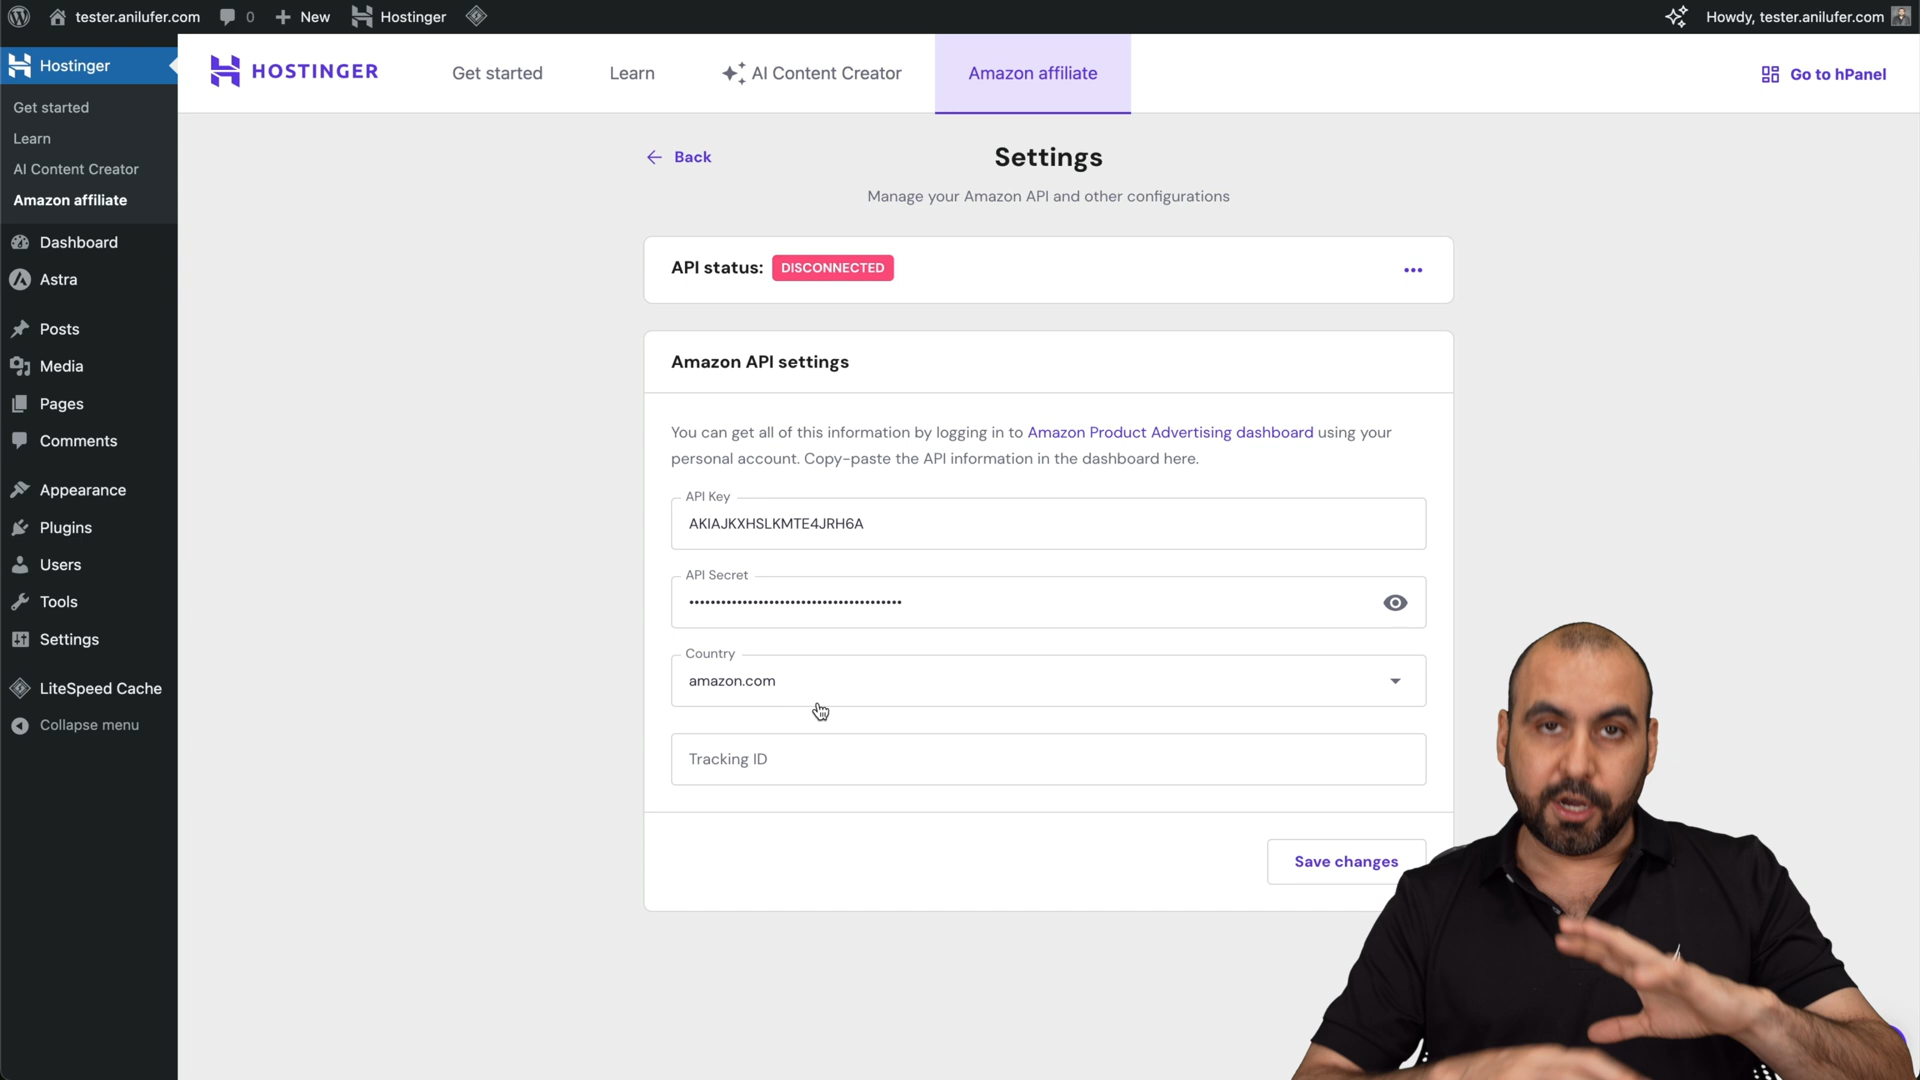 tester.anilufer.com
0
New
Hostinger
Howdy, tester.anilufer.com
Hostinger
Get started
Learn
AI Content Creator
Amazon affiliate
Dashboard
Astra
Posts
Media
Pages
Comments
Appearance
Plugins
Users
Tools
Settings
LiteSpeed Cache
Collapse menu
HOSTINGER
Get started
Learn
AI Content Creator
Amazon affiliate
Go to hPanel
Back
Settings
Manage your Amazon API and other configurations
API status: DISCONNECTED
Amazon API settings
You can get all of this information by logging in to Amazon Product Advertising dashboard using your
personal account. Copy-paste the API information in the dashboard here.
API Key
AKIAJKXHSLKMTE4JRH6A
API Secret
Country
amazon.com
Tracking ID
Save changes